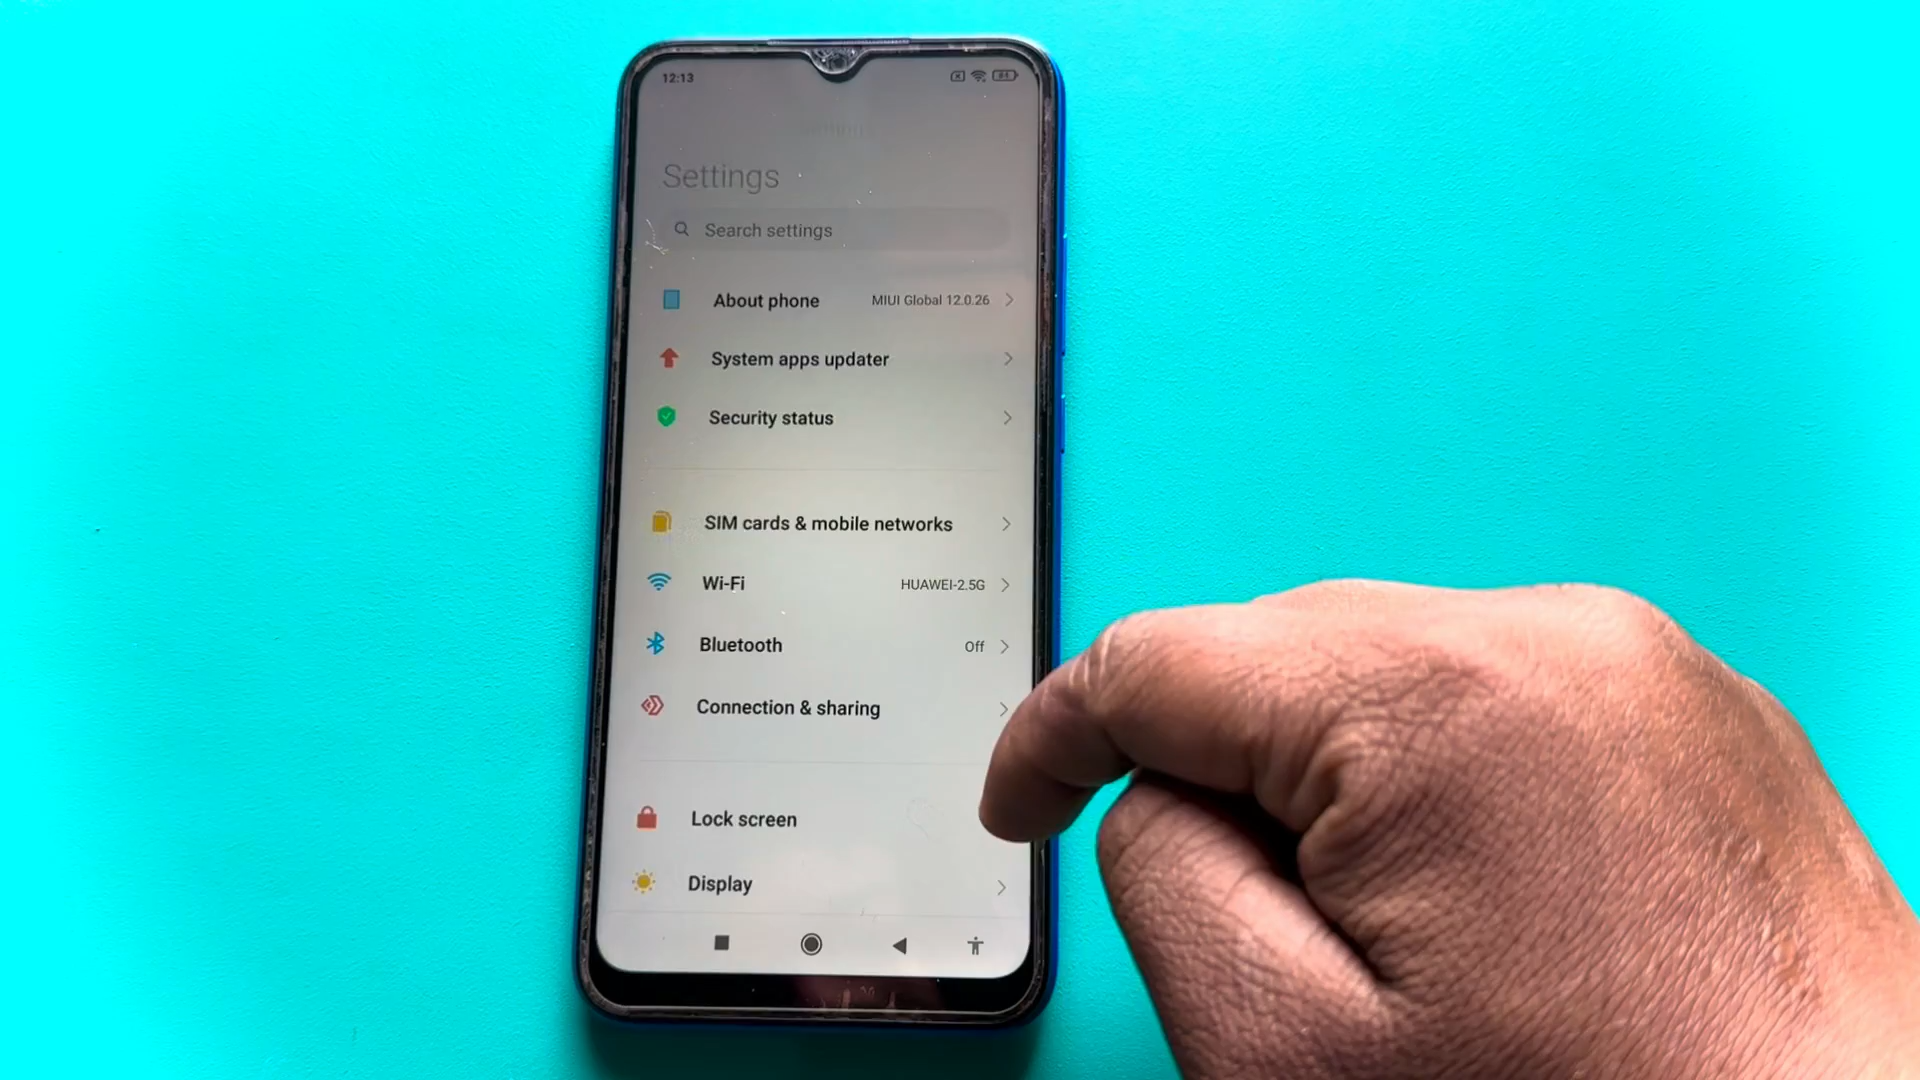 12:13
Settings
Search settings
About phone MIUI Global 12.0.26
System apps updater
Security status
SIM cards & mobile networks
Wi-Fi HUAWEI-2.5G
Bluetooth Off
Connection & sharing
Lock screen
Display